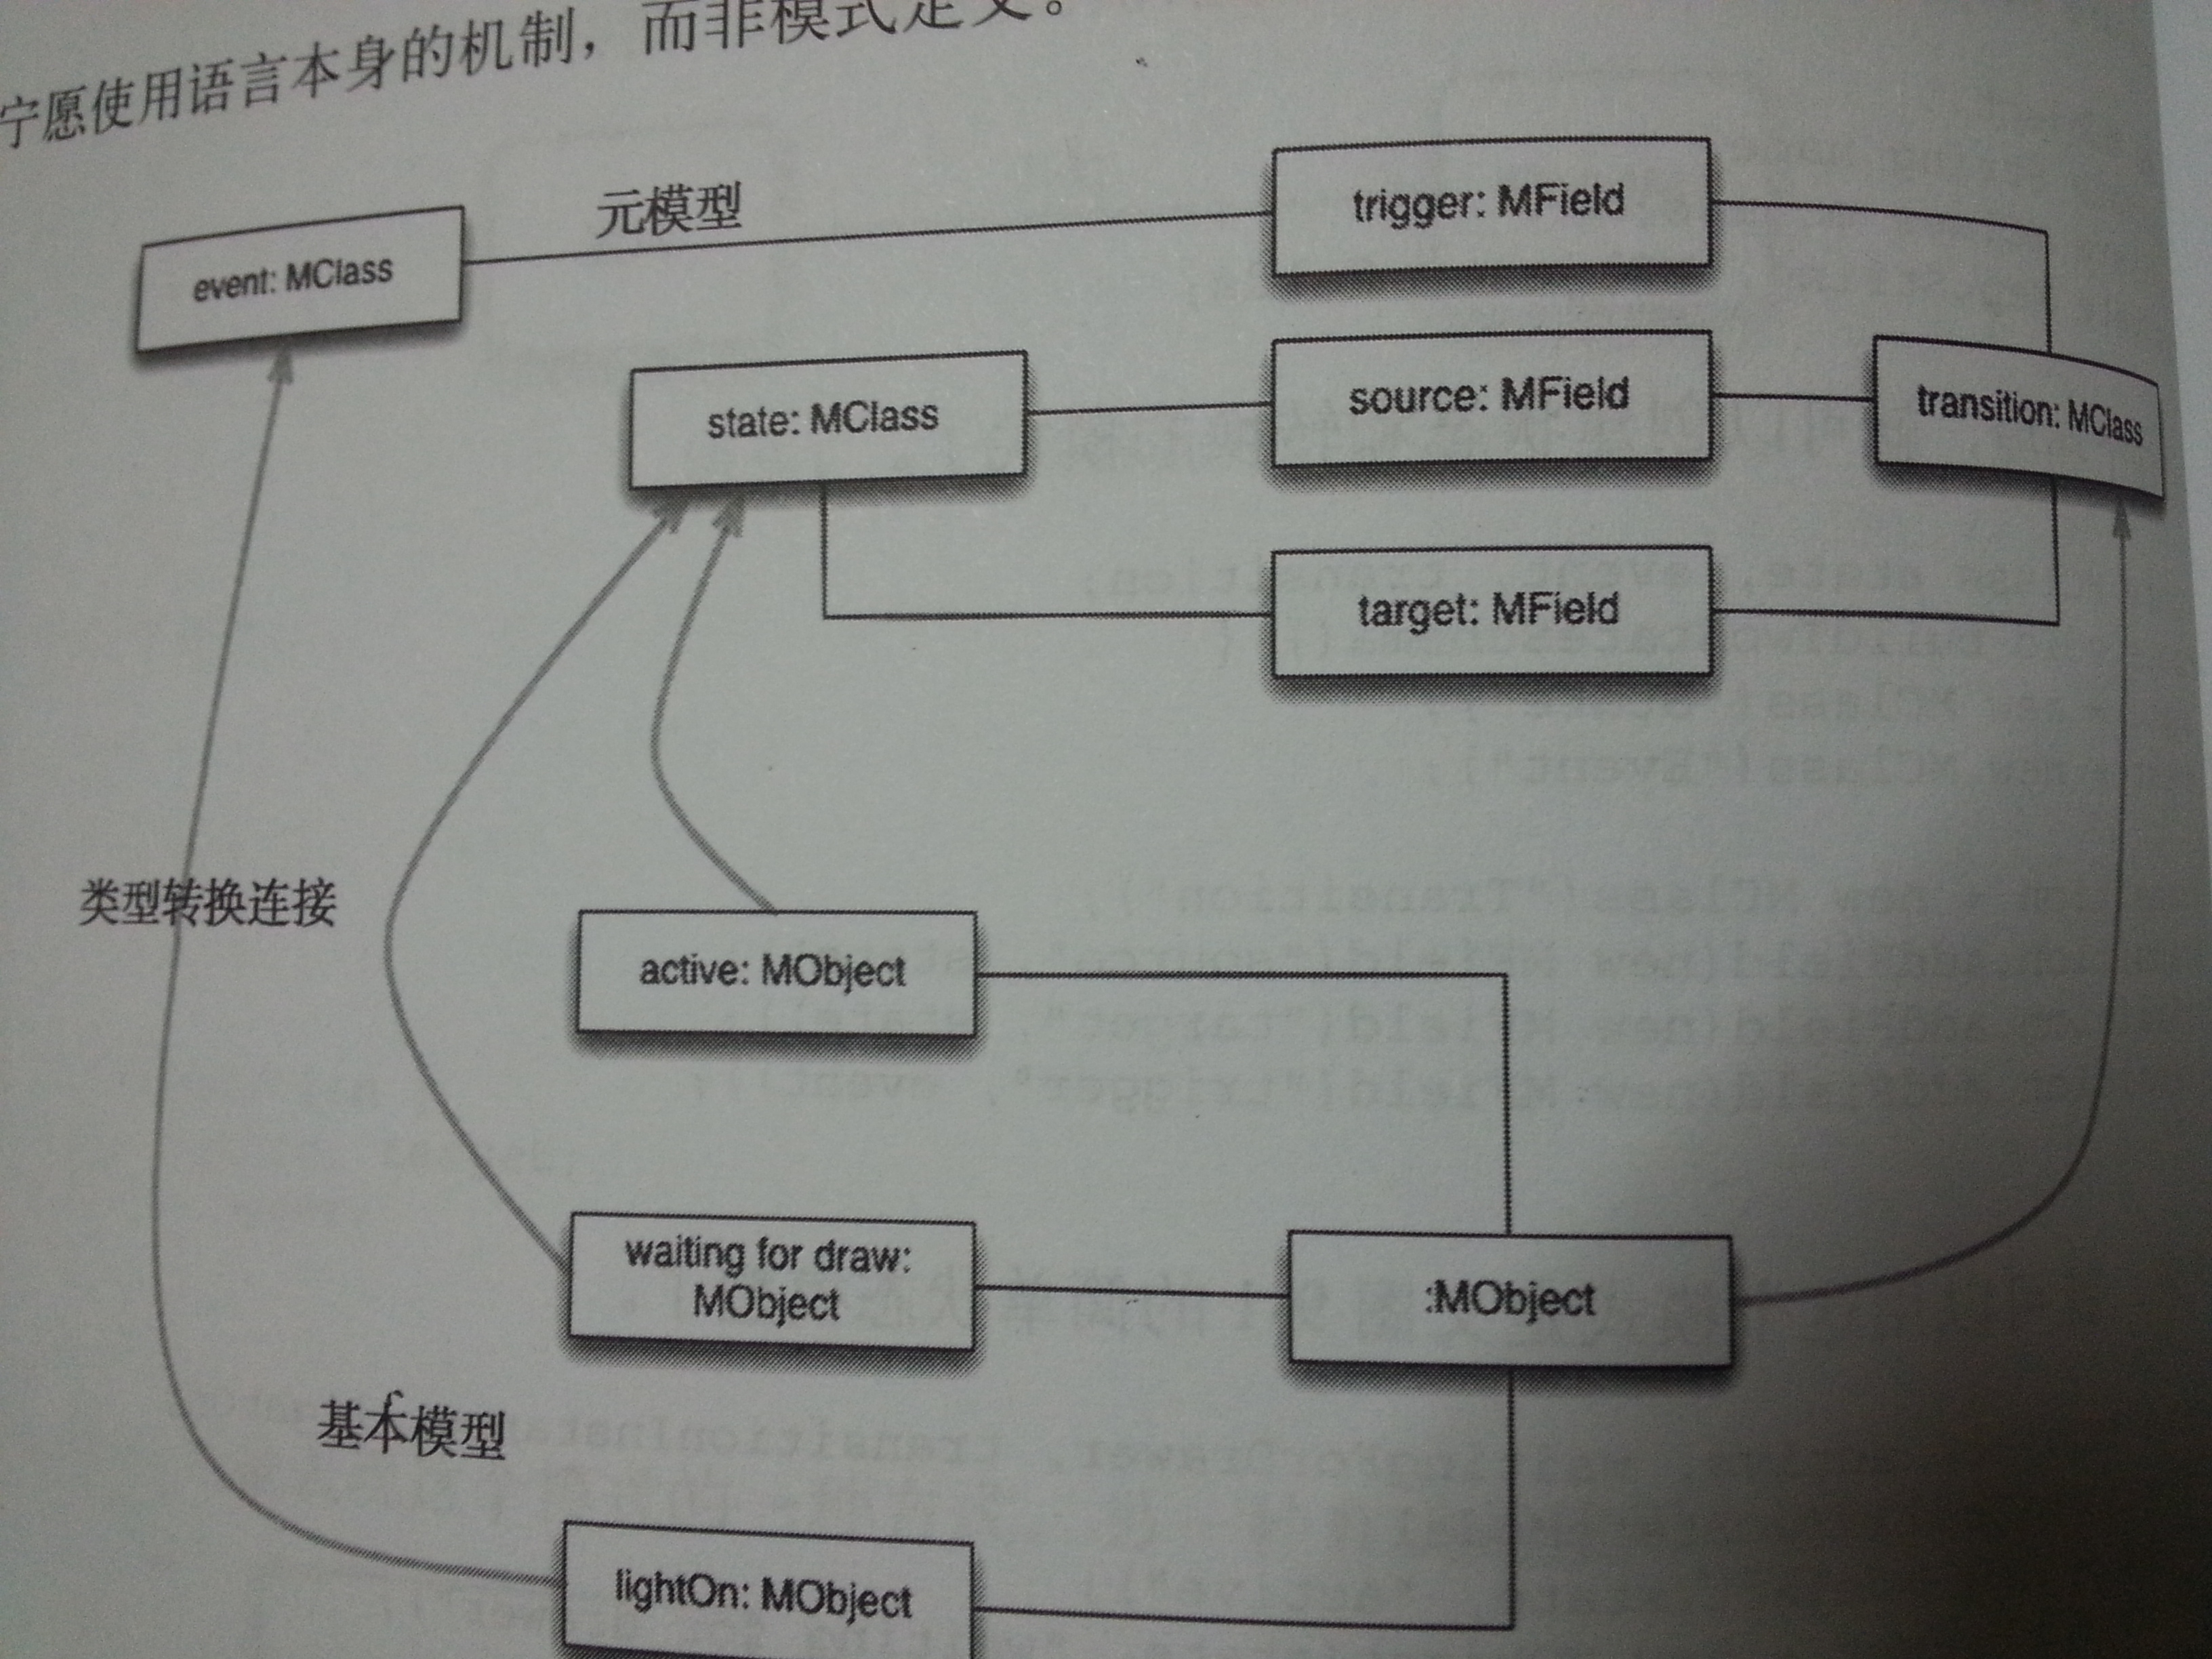 宁愿使用语言本身的机制，而非模式定义。
元模型
event: MClass
trigger: MField
state: MClass
source: MField
transition: MClass
target: MField
类型转换连接
active: MObject
waiting for draw:
MObject
:MObject
基本模型
lightOn: MObject